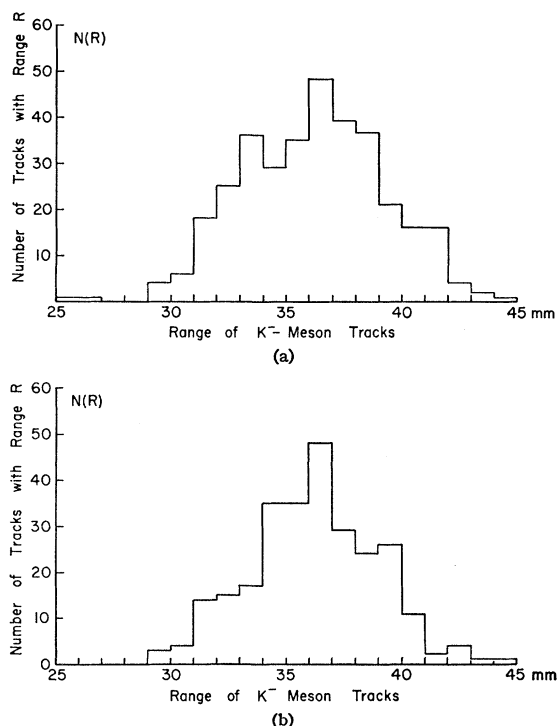 (a)
N(R)
Number of Tracks with Range R
60
50
40
30
20
10
25 30 35 40 45 mm
Range of K⁻- Meson Tracks
(a)
N(R)
Number of Tracks with Range R
60
50
40
30
20
10
0
25 30 35 40 45 mm
Range of K⁻ Meson Tracks
(b)